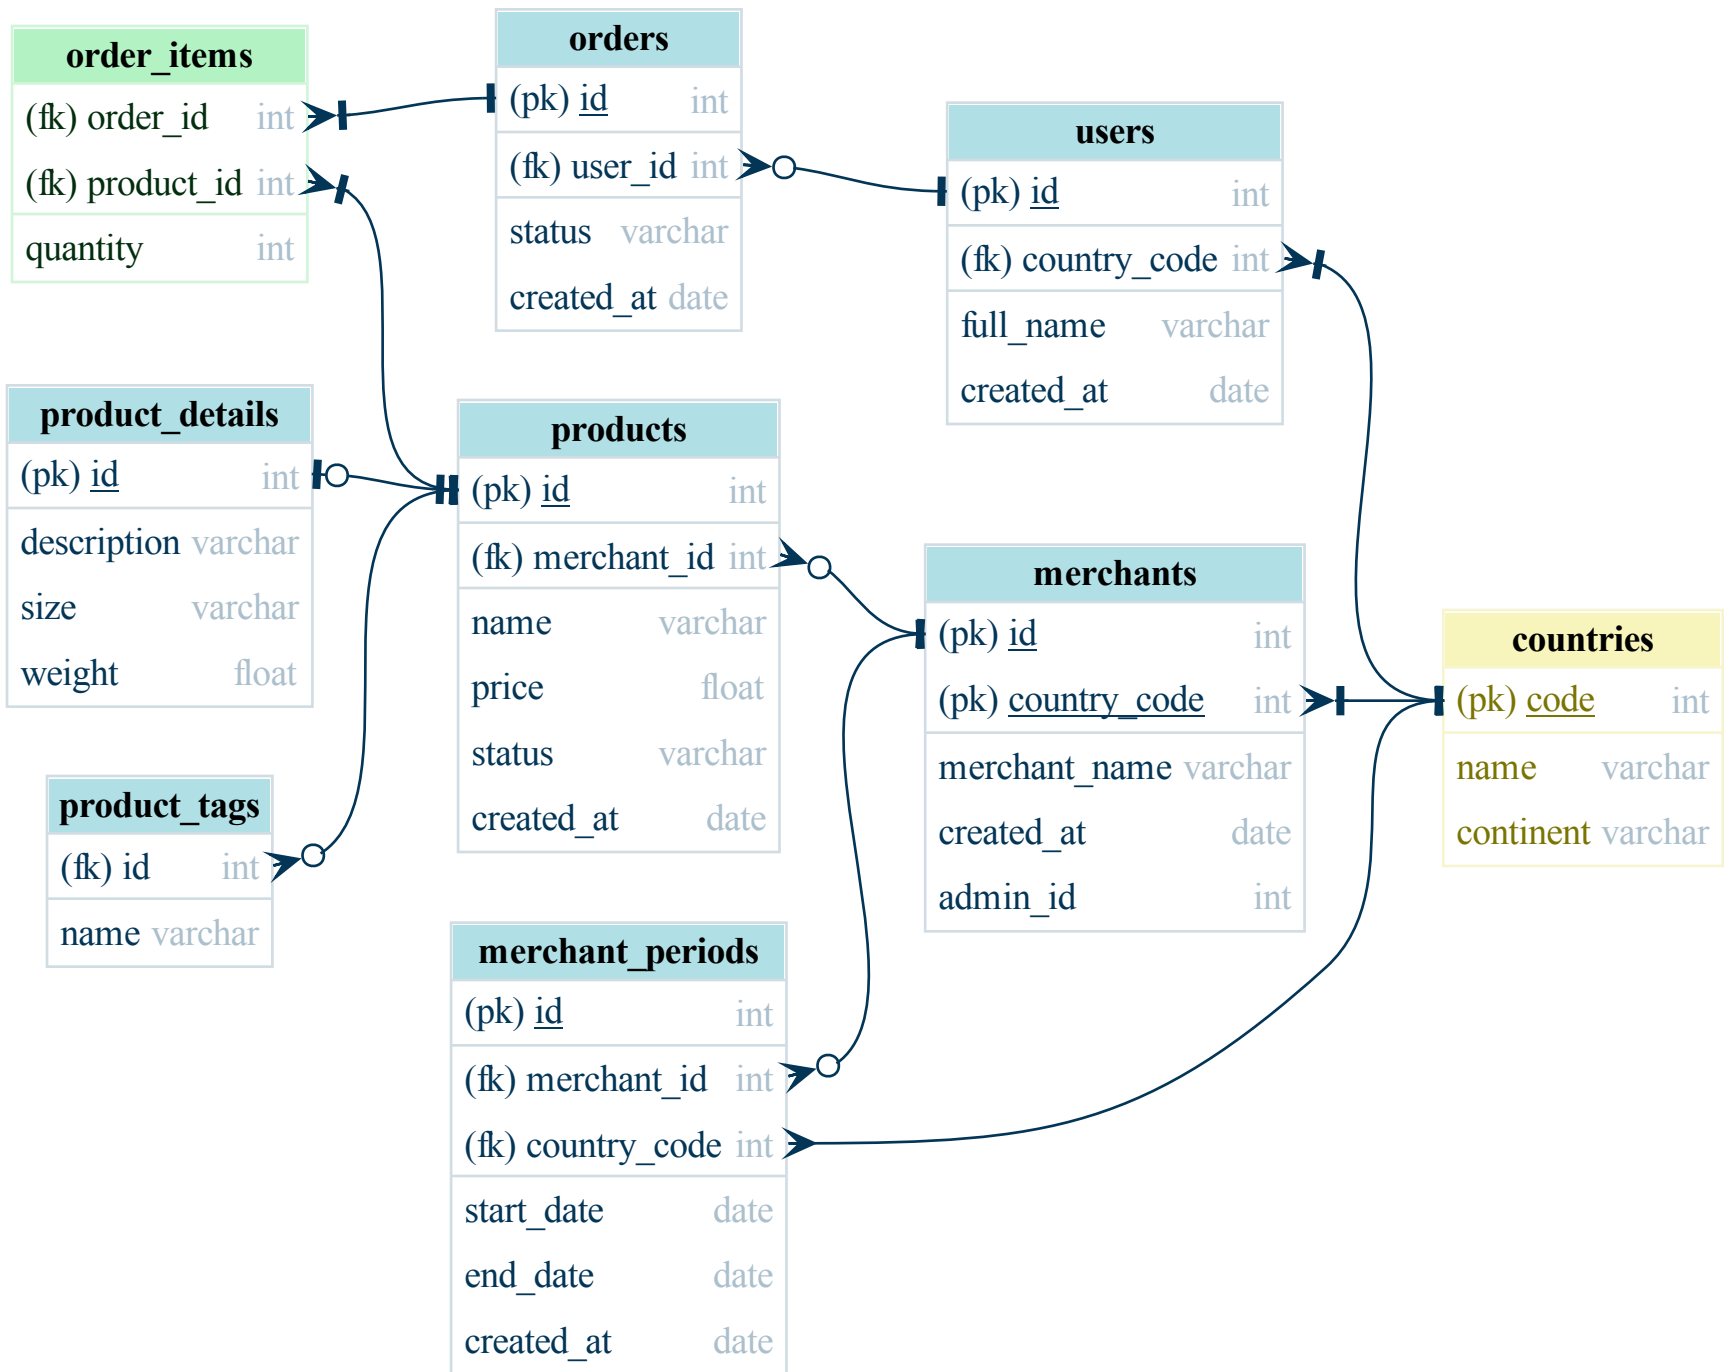 order_items
(fk) order_id int
(fk) product_id int
quantity int
orders
(pk) id int
(fk) user_id int
status varchar
created_at date
users
(pk) id int
(fk) country_code int
full_name varchar
created_at date
product_details
(pk) id int
description varchar
size varchar
weight float
products
(pk) id int
(fk) merchant_id int
name varchar
price float
status varchar
created_at date
merchants
(pk) id int
(pk) country_code int
merchant_name varchar
created_at date
admin_id int
countries
(pk) code int
name varchar
continent varchar
product_tags
(fk) id int
name varchar
merchant_periods
(pk) id int
(fk) merchant_id int
(fk) country_code int
start_date date
end_date date
created_at date